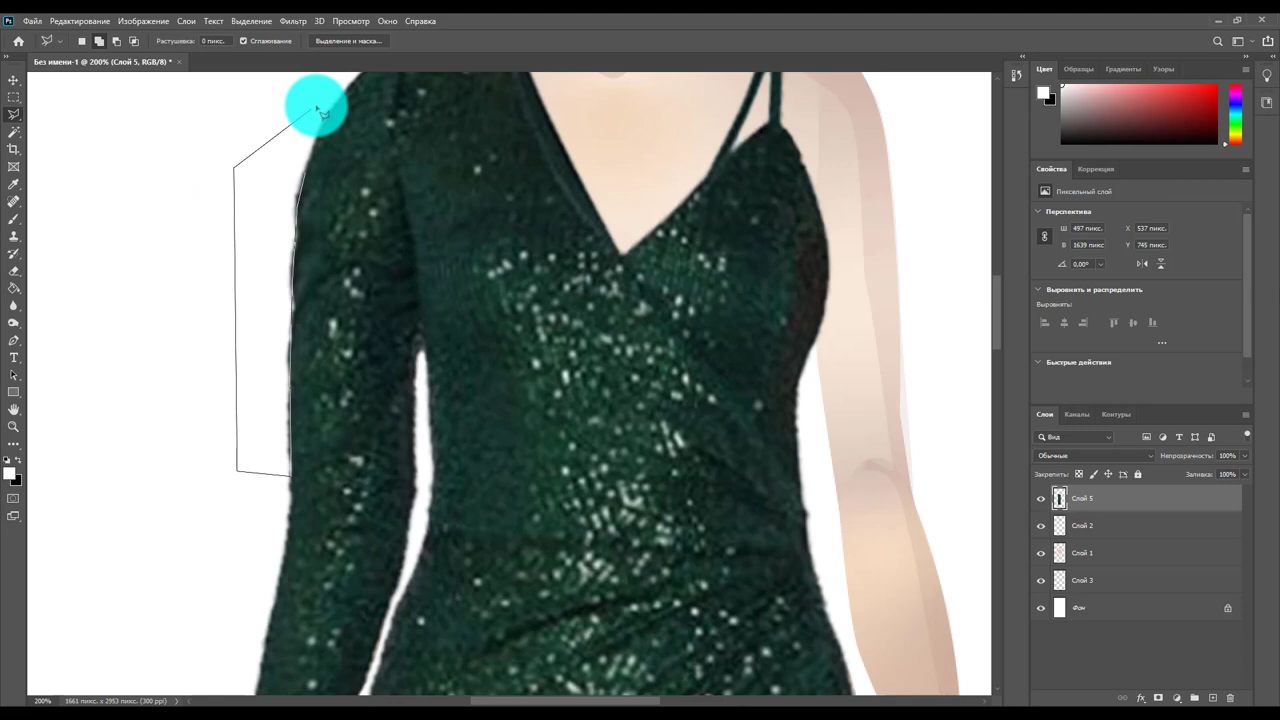 Ps Файл Редактирование Изображение Слои Текст Выделение Фильтр 3D Просмотр Окно Справка
Растушевка: 0 пикс. Сглаживание Выделение и маска...
Без имени-1 @ 200% (Слой 5, RGB/8) * ×
Цвет Образцы Градиенты Узоры
Свойства Коррекция
Пиксельный слой
Перспектива
Ш 497 пикс. X 537 пикс.
В 1639 пикс Y 745 пикс.
0,00°
Выровнять и распределить
Выровнять:
...
Быстрые действия
Слои Каналы Контуры
Вид
Обычные Непрозрачность: 100%
Закрепить: Заливка: 100%
Слой 5
Слой 2
Слой 1
Слой 3
Фон
200% 1661 пикс. x 2953 пикс. (300 ppi)